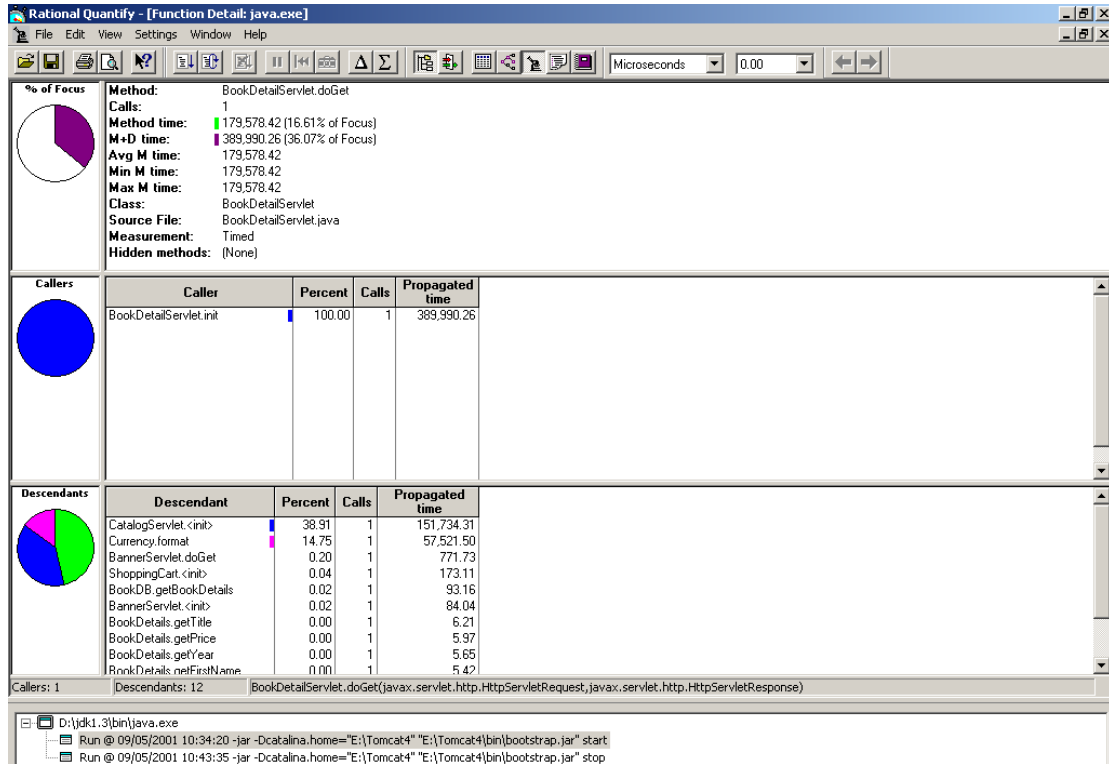 Rational Quantify - [Function Detail: java.exe]
File Edit View Settings Window Help
Microseconds 0.00
% of Focus
Method: BookDetailServlet.doGet
Calls: 1
Method time: 179,578.42 (16.61% of Focus)
M+D time: 389,990.26 (36.07% of Focus)
Avg M time: 179,578.42
Min M time: 179,578.42
Max M time: 179,578.42
Class: BookDetailServlet
Source File: BookDetailServlet.java
Measurement: Timed
Hidden methods: (None)
Callers
Caller Percent Calls Propagated time
BookDetailServlet.init 100.00 1 389,990.26
Descendants
Descendant Percent Calls Propagated time
CatalogServlet.<init> 38.91 1 151,734.31
Currency.format 14.75 1 57,521.50
BannerServlet.doGet 0.20 1 771.73
ShoppingCart.<init> 0.04 1 173.11
BookDB.getBookDetails 0.02 1 93.16
BannerServlet.<init> 0.02 1 84.04
BookDetails.getTitle 0.00 1 6.21
BookDetails.getPrice 0.00 1 5.97
BookDetails.getYear 0.00 1 5.65
BookDetails.getFirstName 0.00 1 5.42
Callers: 1 Descendants: 12 BookDetailServlet.doGet(javax.servlet.http.HttpServletRequest,javax.servlet.http.HttpServletResponse)
D:\jdk1.3\bin\java.exe
Run @ 09/05/2001 10:34:20 -jar -Dcatalina.home="E:\Tomcat4" "E:\Tomcat4\bin\bootstrap.jar" start
Run @ 09/05/2001 10:43:35 -jar -Dcatalina.home="E:\Tomcat4" "E:\Tomcat4\bin\bootstrap.jar" stop